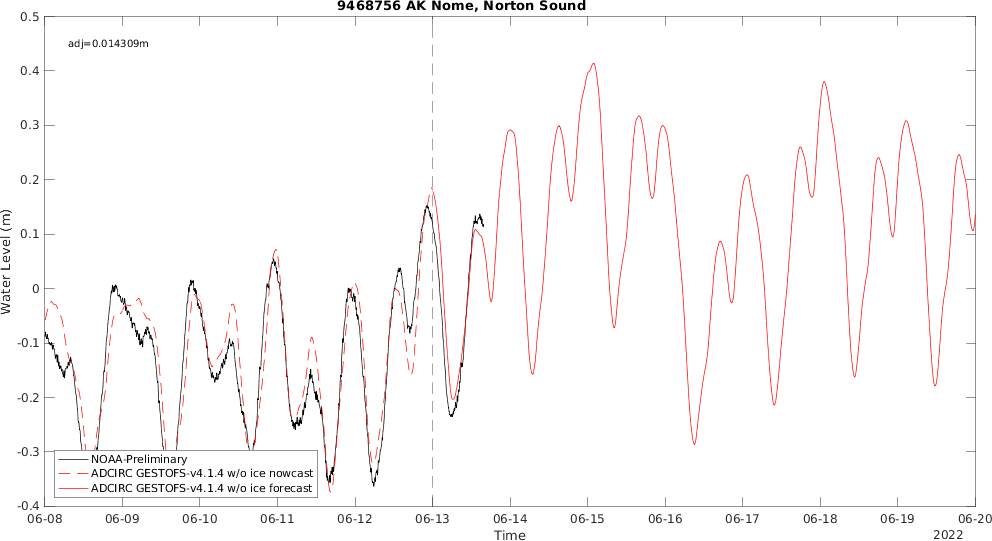 9468756 AK Nome, Norton Sound
adj=0.014309m
0.5
0.4
0.3
0.2
0.1
0
-0.1
-0.2
-0.3
-0.4
Water Level (m)
NOAA-Preliminary
ADCIRC GESTOFS-v4.1.4 w/o ice nowcast
ADCIRC GESTOFS-v4.1.4 w/o ice forecast
06-08 06-09 06-10 06-11 06-12 06-13 06-14 06-15 06-16 06-17 06-18 06-19 06-20
Time
2022